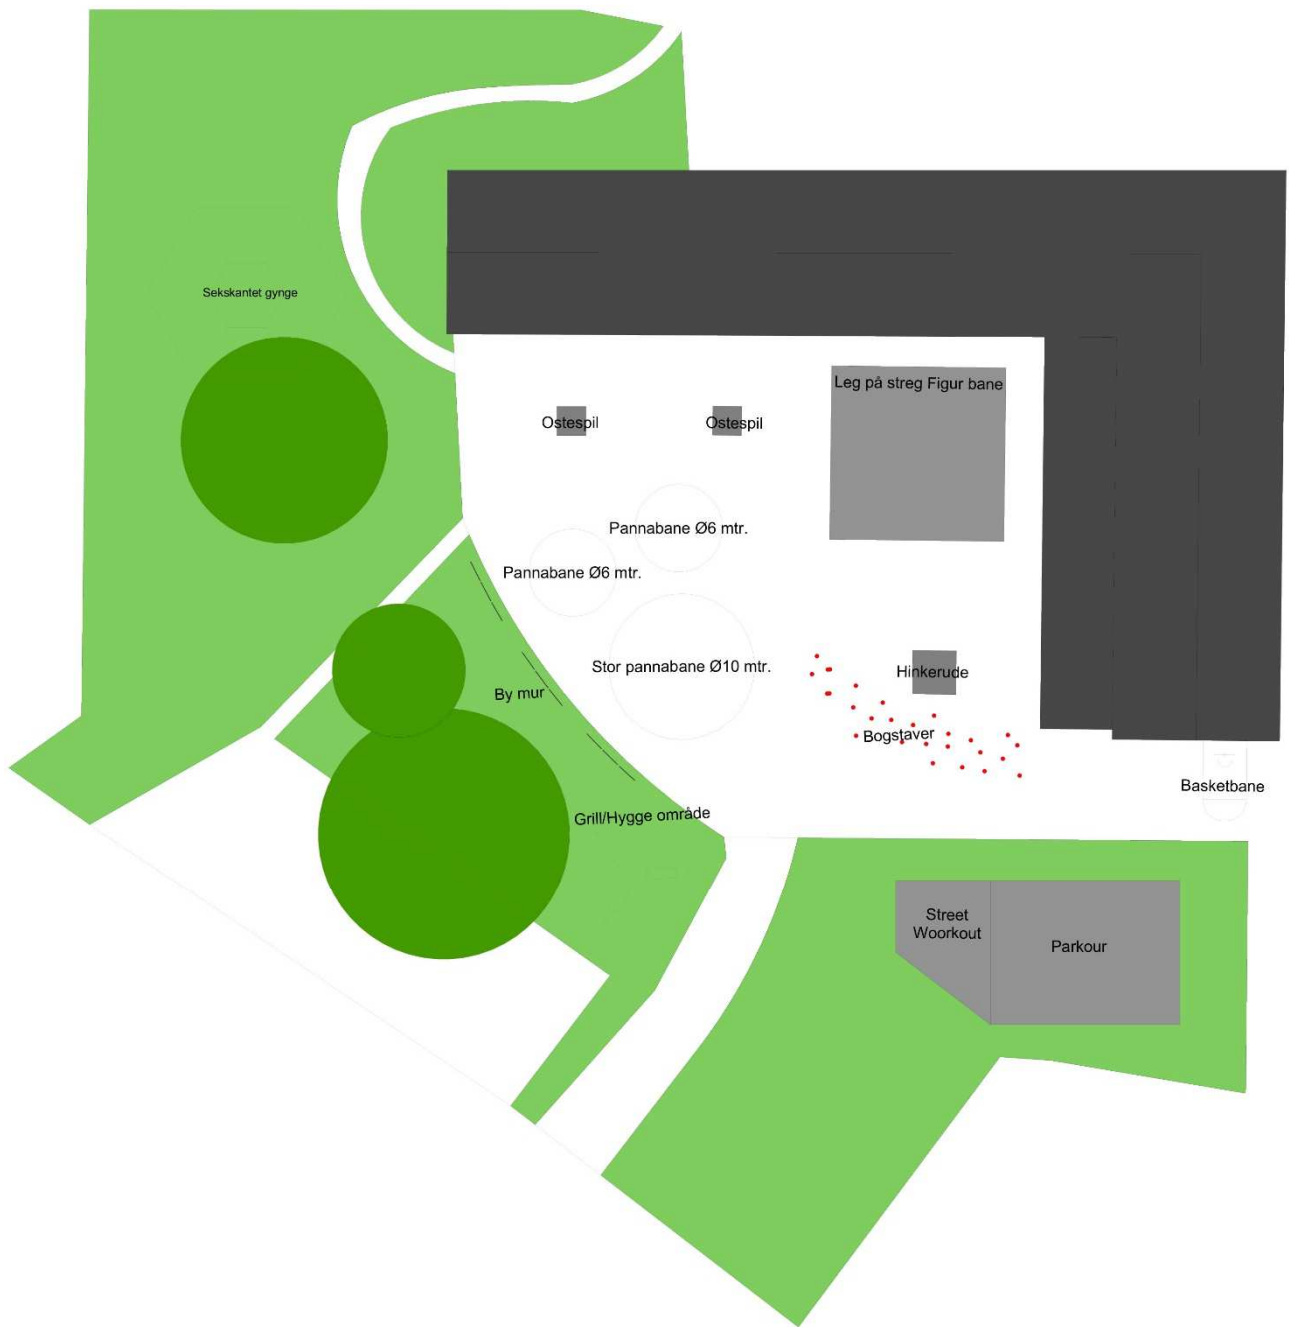 Sekskantet gynge
Leg på streg Figur bane
Ostespil
Ostespil
Pannabane Ø6 mtr.
Pannabane Ø6 mtr.
Stor pannabane Ø10 mtr.
Hinkerude
By mur
Bogstaver
Basketbane
Grill/Hygge område
Street
Woorkout
Parkour